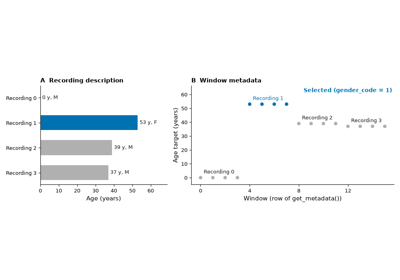 A Recording description
Recording 0
0 y, M
Recording 1
53 y, F
Recording 2
39 y, M
Recording 3
37 y, M
0 10 20 30 40 50 60
Age (years)
B Window metadata
Selected (gender_code = 1)
Age target (years)
60
50
40
30
20
10
0
Recording 1
Recording 2
Recording 3
Recording 0
0 4 8 12
Window (row of get_metadata())